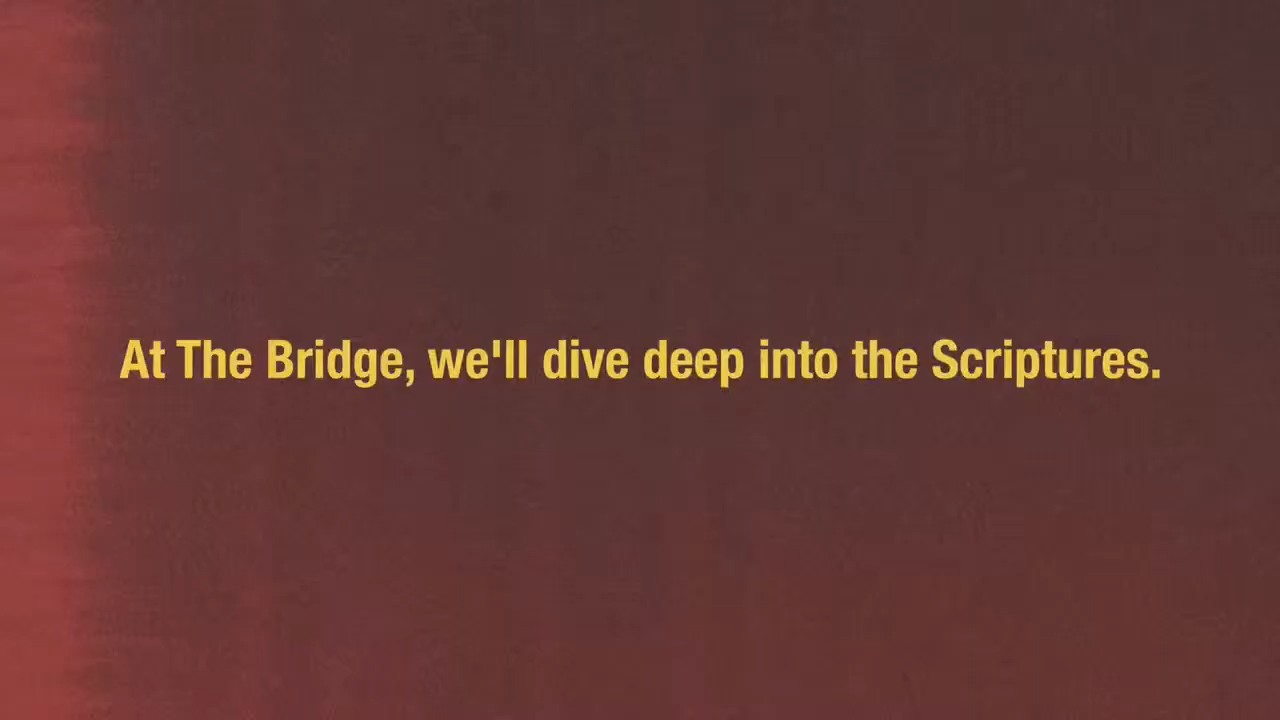 At The Bridge, we'll dive deep into the Scriptures.